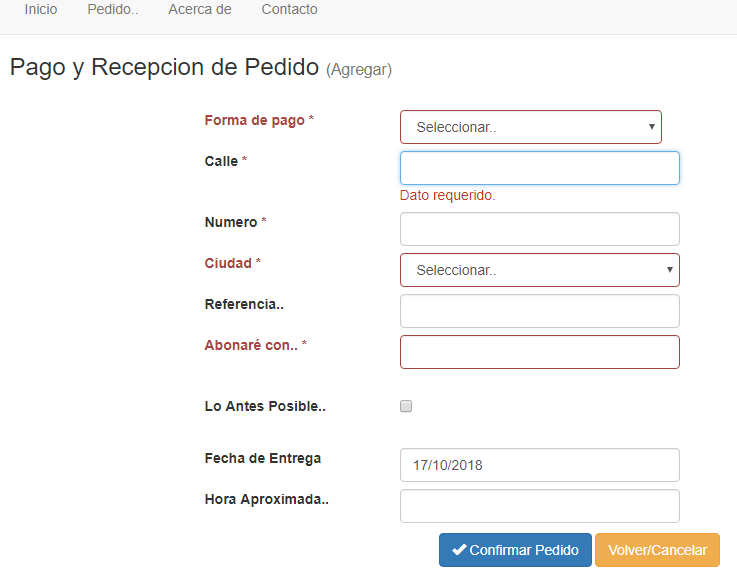 Inicio Pedido.. Acerca de Contacto
Pago y Recepcion de Pedido (Agregar)
Forma de pago * Seleccionar..
Calle *
Dato requerido.
Numero *
Ciudad * Seleccionar..
Referencia..
Abonaré con.. *
Lo Antes Posible..
Fecha de Entrega 17/10/2018
Hora Aproximada..
Confirmar Pedido Volver/Cancelar